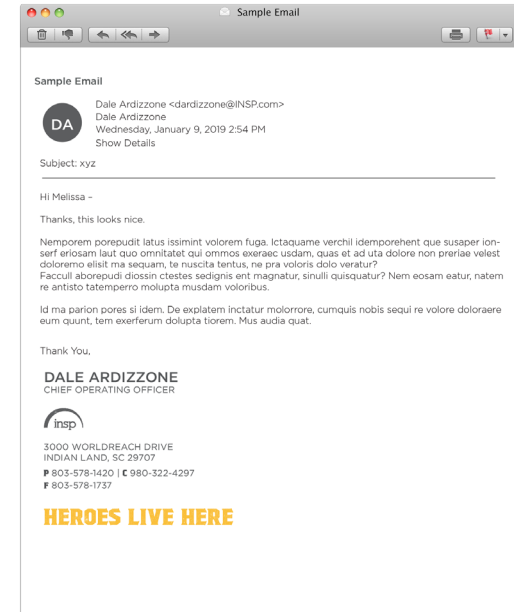 Sample Email
Sample Email
DA
Dale Ardizzone <dardizzone@INSP.com>
Dale Ardizzone
Wednesday, January 9, 2019 2:54 PM
Show Details
Subject: xyz
Hi Melissa –
Thanks, this looks nice.
Nemporem porepudit latus issimint volorem fuga. Ictaquame verchil idemporehent que susaper ion-
serf eriosam laut quo omnitatet qui ommos exeraec usdam, quas et ad uta dolore non preriae velest
doloremo elisit ma sequam, te nuscita tentus, ne pra voloris dolo veratur?
Faccull aborepudi diossin ctestes sedignis ent magnatur, sinulli quisquatur? Nem eosam eatur, natem
re antisto tatemperro molupta musdam voloribus.
Id ma parion pores si idem. De explatem inctatur molorrore, cumquis nobis sequi re volore doloraere
eum quunt, tem exerferum dolupta tiorem. Mus audia quat.
Thank You,
DALE ARDIZZONE
CHIEF OPERATING OFFICER
insp
3000 WORLDREACH DRIVE
INDIAN LAND, SC 29707
P 803-578-1420 | C 980-322-4297
F 803-578-1737
HEROES LIVE HERE